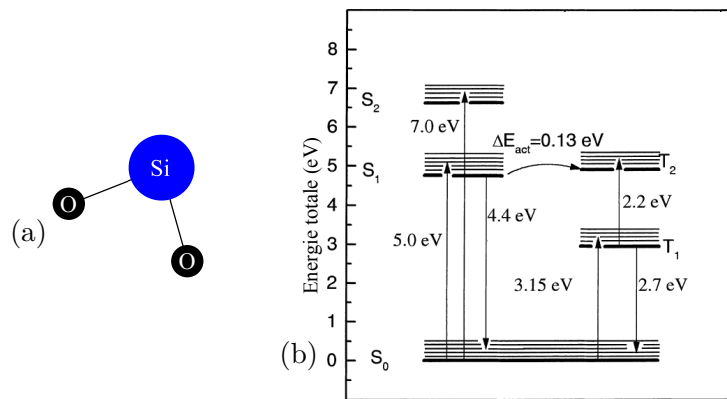 Si
O
O
(a)
Energie totale (eV)
8
7
6
5
4
3
2
1
0
S2
S1
S0
7.0 eV
ΔEact=0.13 eV
T2
4.4 eV
2.2 eV
5.0 eV
T1
3.15 eV
2.7 eV
(b)